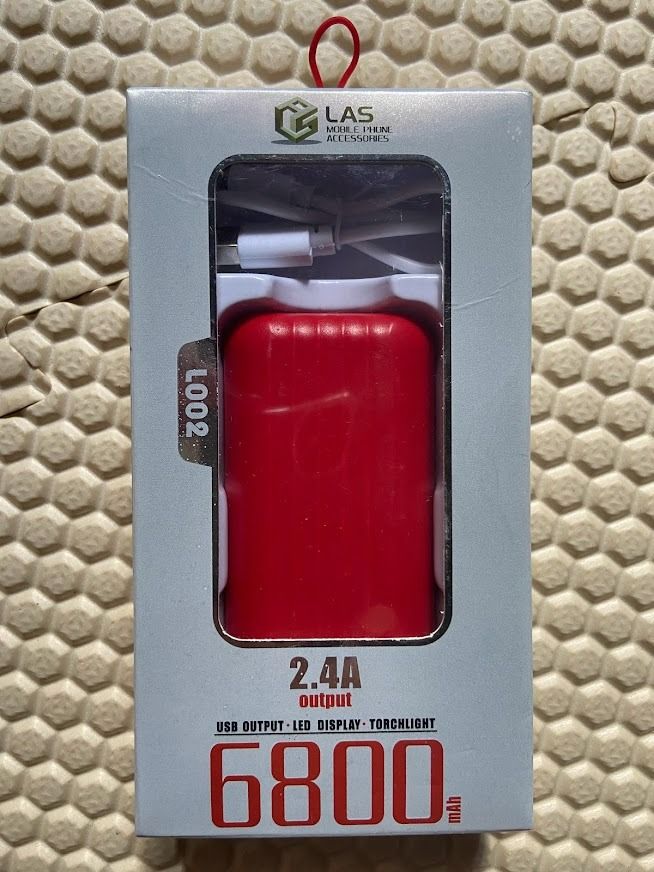 LAS
MOBILE PHONE
ACCESSORIES
L002
2.4A
output
USB OUTPUT · LED DISPLAY · TORCHLIGHT
6800 mAh